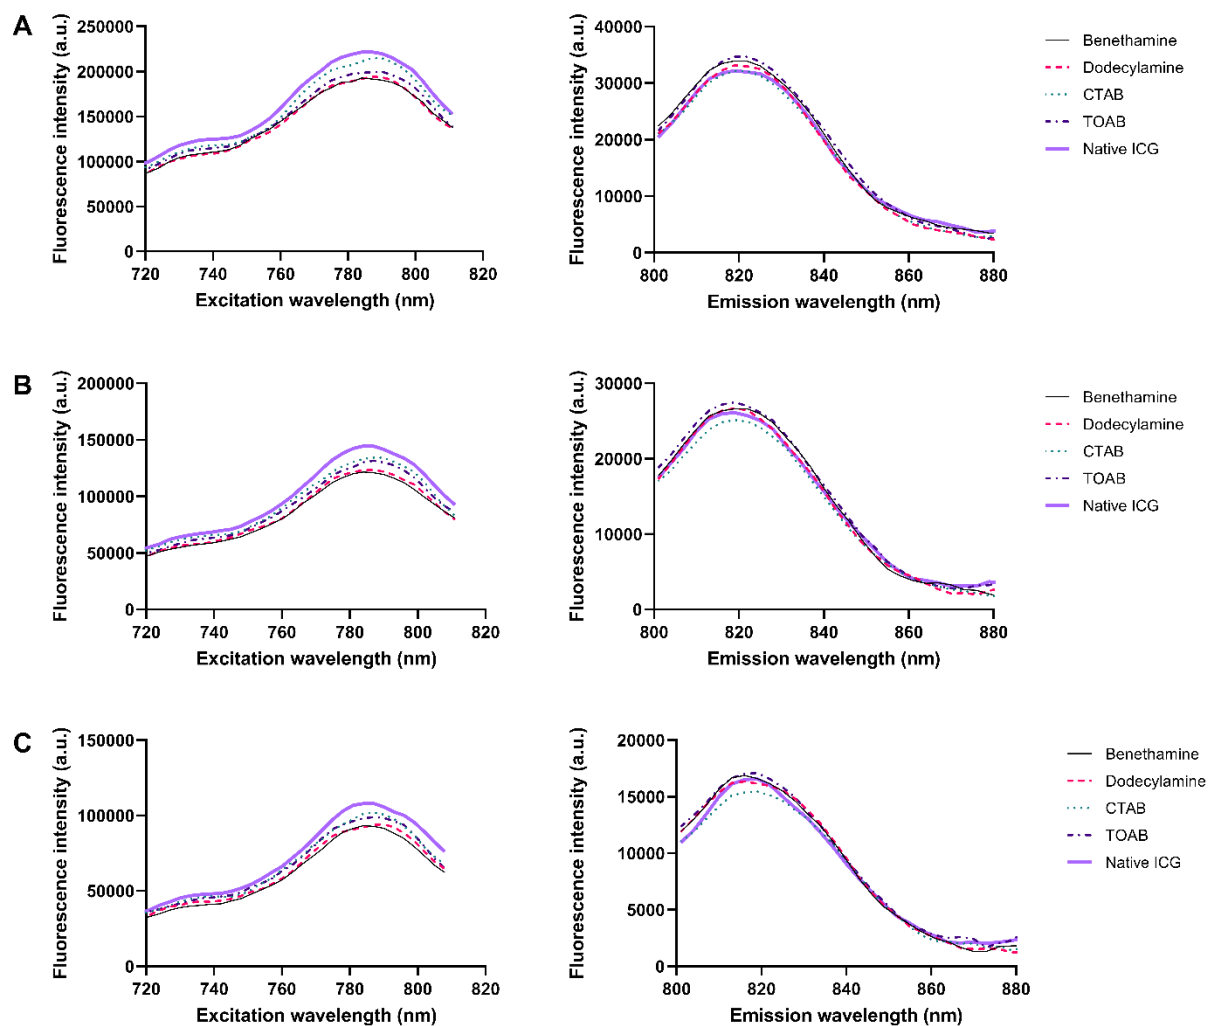 A
Fluorescence intensity (a.u.)
250000
200000
150000
100000
50000
0
720 740 760 780 800 820
Excitation wavelength (nm)
Fluorescence intensity (a.u.)
40000
30000
20000
10000
0
800 820 840 860 880
Emission wavelength (nm)
Benethamine
Dodecylamine
CTAB
TOAB
Native ICG
B
Fluorescence intensity (a.u.)
200000
150000
100000
50000
0
720 740 760 780 800 820
Excitation wavelength (nm)
Fluorescence intensity (a.u.)
30000
20000
10000
0
800 820 840 860 880
Emission wavelength (nm)
Benethamine
Dodecylamine
CTAB
TOAB
Native ICG
C
Fluorescence intensity (a.u.)
150000
100000
50000
0
720 740 760 780 800 820
Excitation wavelength (nm)
Fluorescence intensity (a.u.)
20000
15000
10000
5000
0
800 820 840 860 880
Emission wavelength (nm)
Benethamine
Dodecylamine
CTAB
TOAB
Native ICG